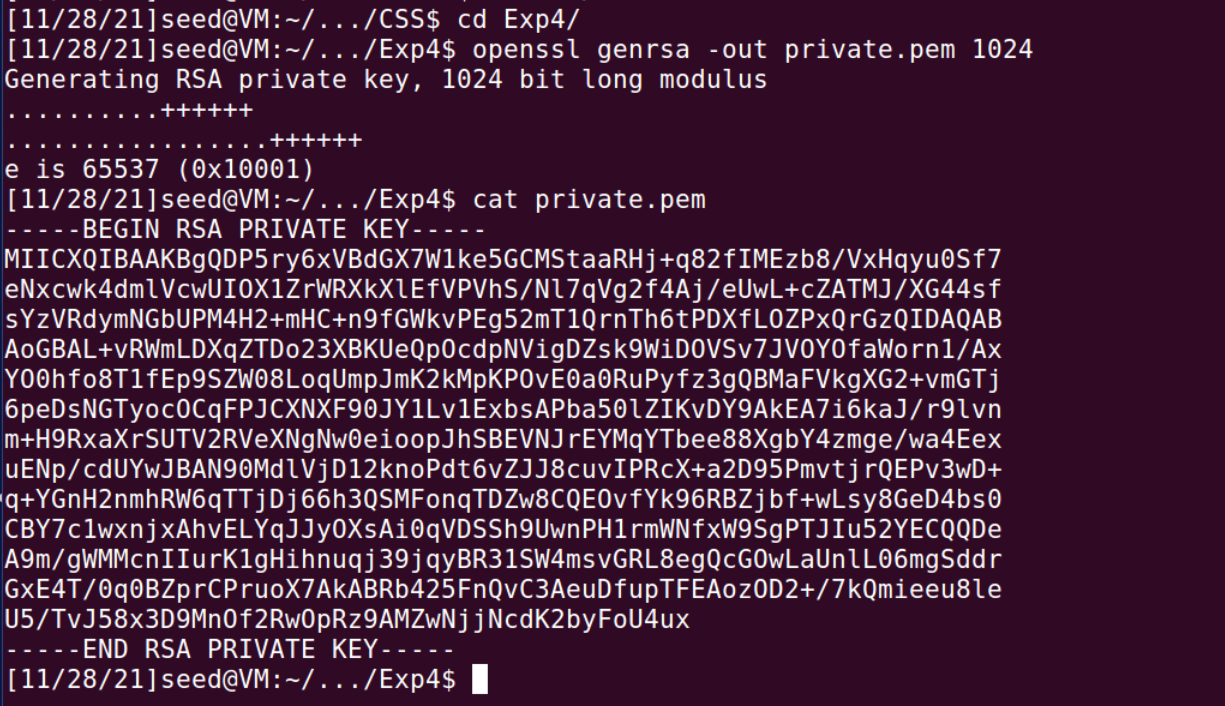 [11/28/21]seed@VM:~/.../CSS$ cd Exp4/
[11/28/21]seed@VM:~/.../Exp4$ openssl genrsa -out private.pem 1024
Generating RSA private key, 1024 bit long modulus
..........++++++
.................++++++
e is 65537 (0x10001)
[11/28/21]seed@VM:~/.../Exp4$ cat private.pem
-----BEGIN RSA PRIVATE KEY-----
MIICXQIBAAKBgQDP5ry6xVBdGX7W1ke5GCMStaaRHj+q82fIMEzb8/VxHqyu0Sf7
eNxcwk4dmlVcwUIOX1ZrWRXkXlEfVPVhS/Nl7qVg2f4Aj/eUwL+cZATMJ/XG44sf
sYzVRdymNGbUPM4H2+mHC+n9fGWkvPEg52mT1QrnTh6tPDXfLOZPxQrGzQIDAQAB
AoGBAL+vRWmLDXqZTDo23XBKUeQpOcdpNVigDZsk9WiDOVSv7JVOYOfaWorn1/Ax
YO0hfo8T1fEp9SZW08LoqUmpJmK2kMpKPOvE0a0RuPyfz3gQBMaFVkgXG2+vmGTj
6peDsNGTyocOCqFPJCXNXF90JY1Lv1ExbsAPba50lZIKvDY9AkEA7i6kaJ/r9lvn
m+H9RxaXrSUTV2RVeXNgNw0eioopJhSBEVNJrEYMqYTbee88XgbY4zmge/wa4Eex
uENp/cdUYwJBAN90MdlVjD12knoPdt6vZJJ8cuvIPRcX+a2D95PmvtjrQEPv3wD+
q+YGnH2nmhRW6qTTjDj66h3QSMFonqTDZw8CQEOvfYk96RBZjbf+wLsy8GeD4bs0
CBY7c1wxnjxAhvELYqJJyOXsAi0qVDSSh9UwnPH1rmWNfxW9SgPTJIu52YECQQDe
A9m/gWMMcnIIurK1gHihnuqj39jqyBR31SW4msvGRL8egQcGOwLaUnlL06mgSddr
GxE4T/0q0BZprCPruoX7AkABRb425FnQvC3AeuDfupTFEAozOD2+/7kQmieeu8le
U5/TvJ58x3D9MnOf2RwOpRz9AMZwNjjNcdK2byFoU4ux
-----END RSA PRIVATE KEY-----
[11/28/21]seed@VM:~/.../Exp4$